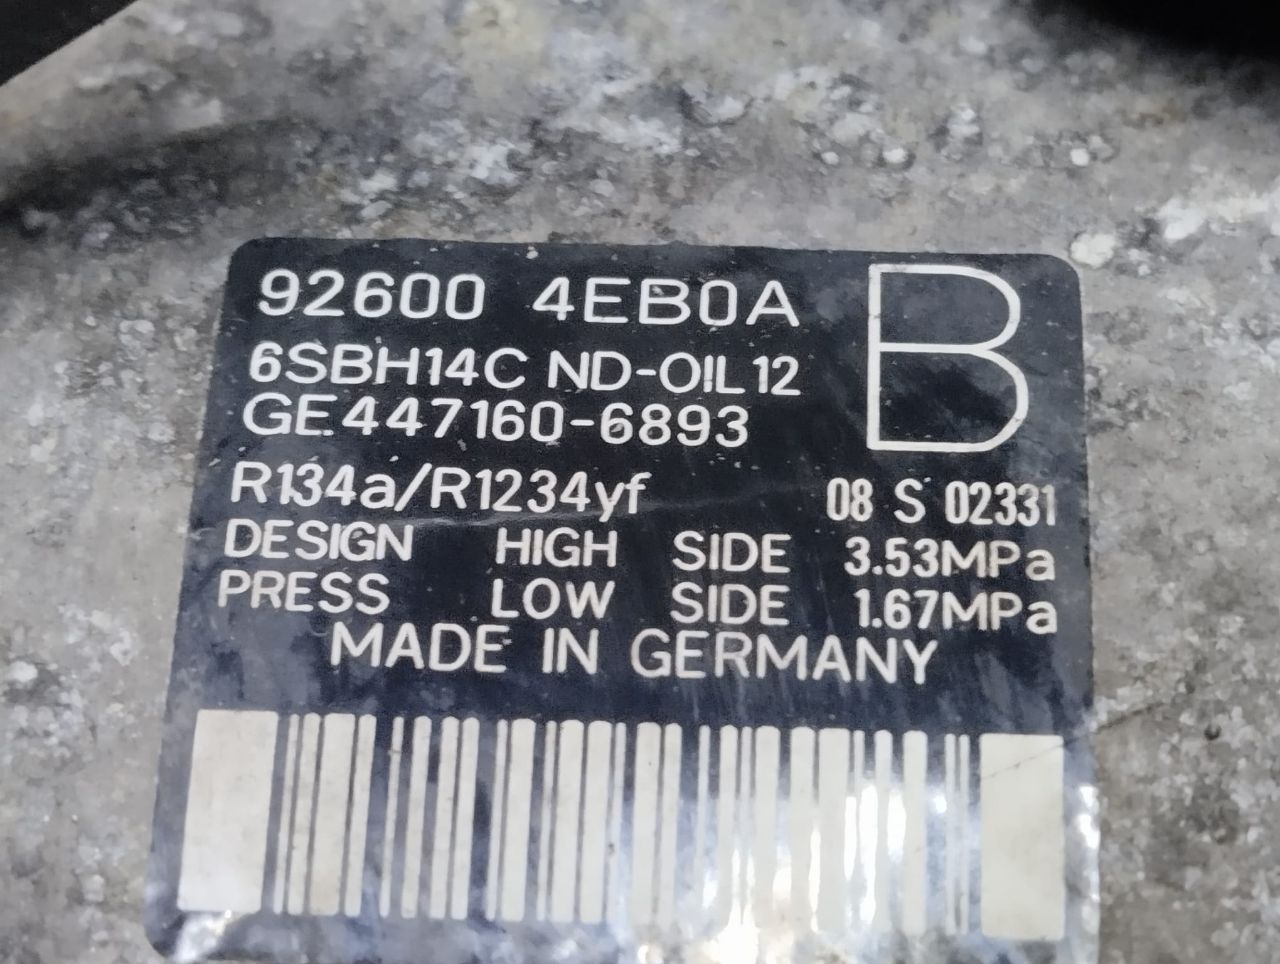 92600 4EB0A B
6SBH14C ND-OIL12
GE447160-6893
R134a/R1234yf 08 S 02331
DESIGN HIGH SIDE 3.53MPa
PRESS LOW SIDE 1.67MPa
MADE IN GERMANY